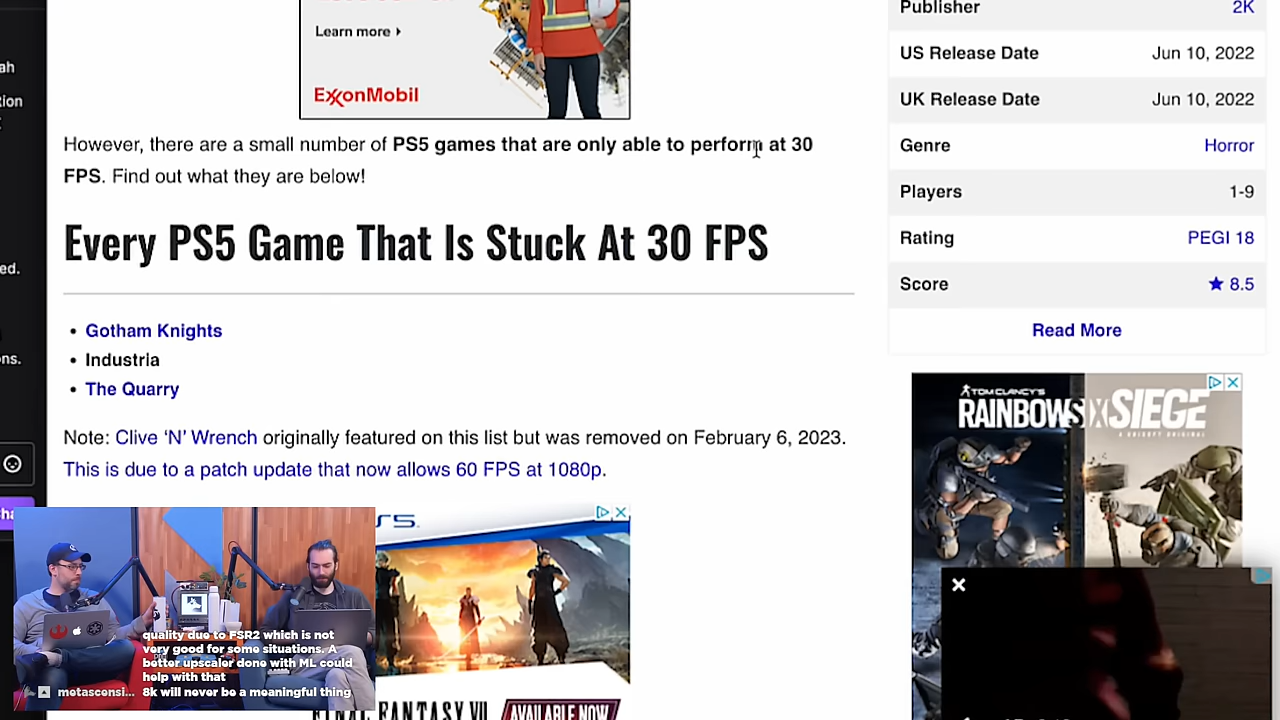 Learn more
ExxonMobil
However, there are a small number of PS5 games that are only able to perform at 30
FPS. Find out what they are below!
Every PS5 Game That Is Stuck At 30 FPS
• Gotham Knights
• Industria
• The Quarry
Note: Clive ‘N’ Wrench originally featured on this list but was removed on February 6, 2023.
This is due to a patch update that now allows 60 FPS at 1080p.
Publisher 2K
US Release Date Jun 10, 2022
UK Release Date Jun 10, 2022
Genre Horror
Players 1-9
Rating PEGI 18
Score ★ 8.5
Read More
TOM CLANCY'S
RAINBOW SIX SIEGE
ah
tion
ed.
ons.
quality due to FSR2 which is not
very good for some situations. A
better upscaler done with ML could
help with that
metascensi... 8k will never be a meaningful thing
FINAL FANTASY VII
AVAILABLE NOW